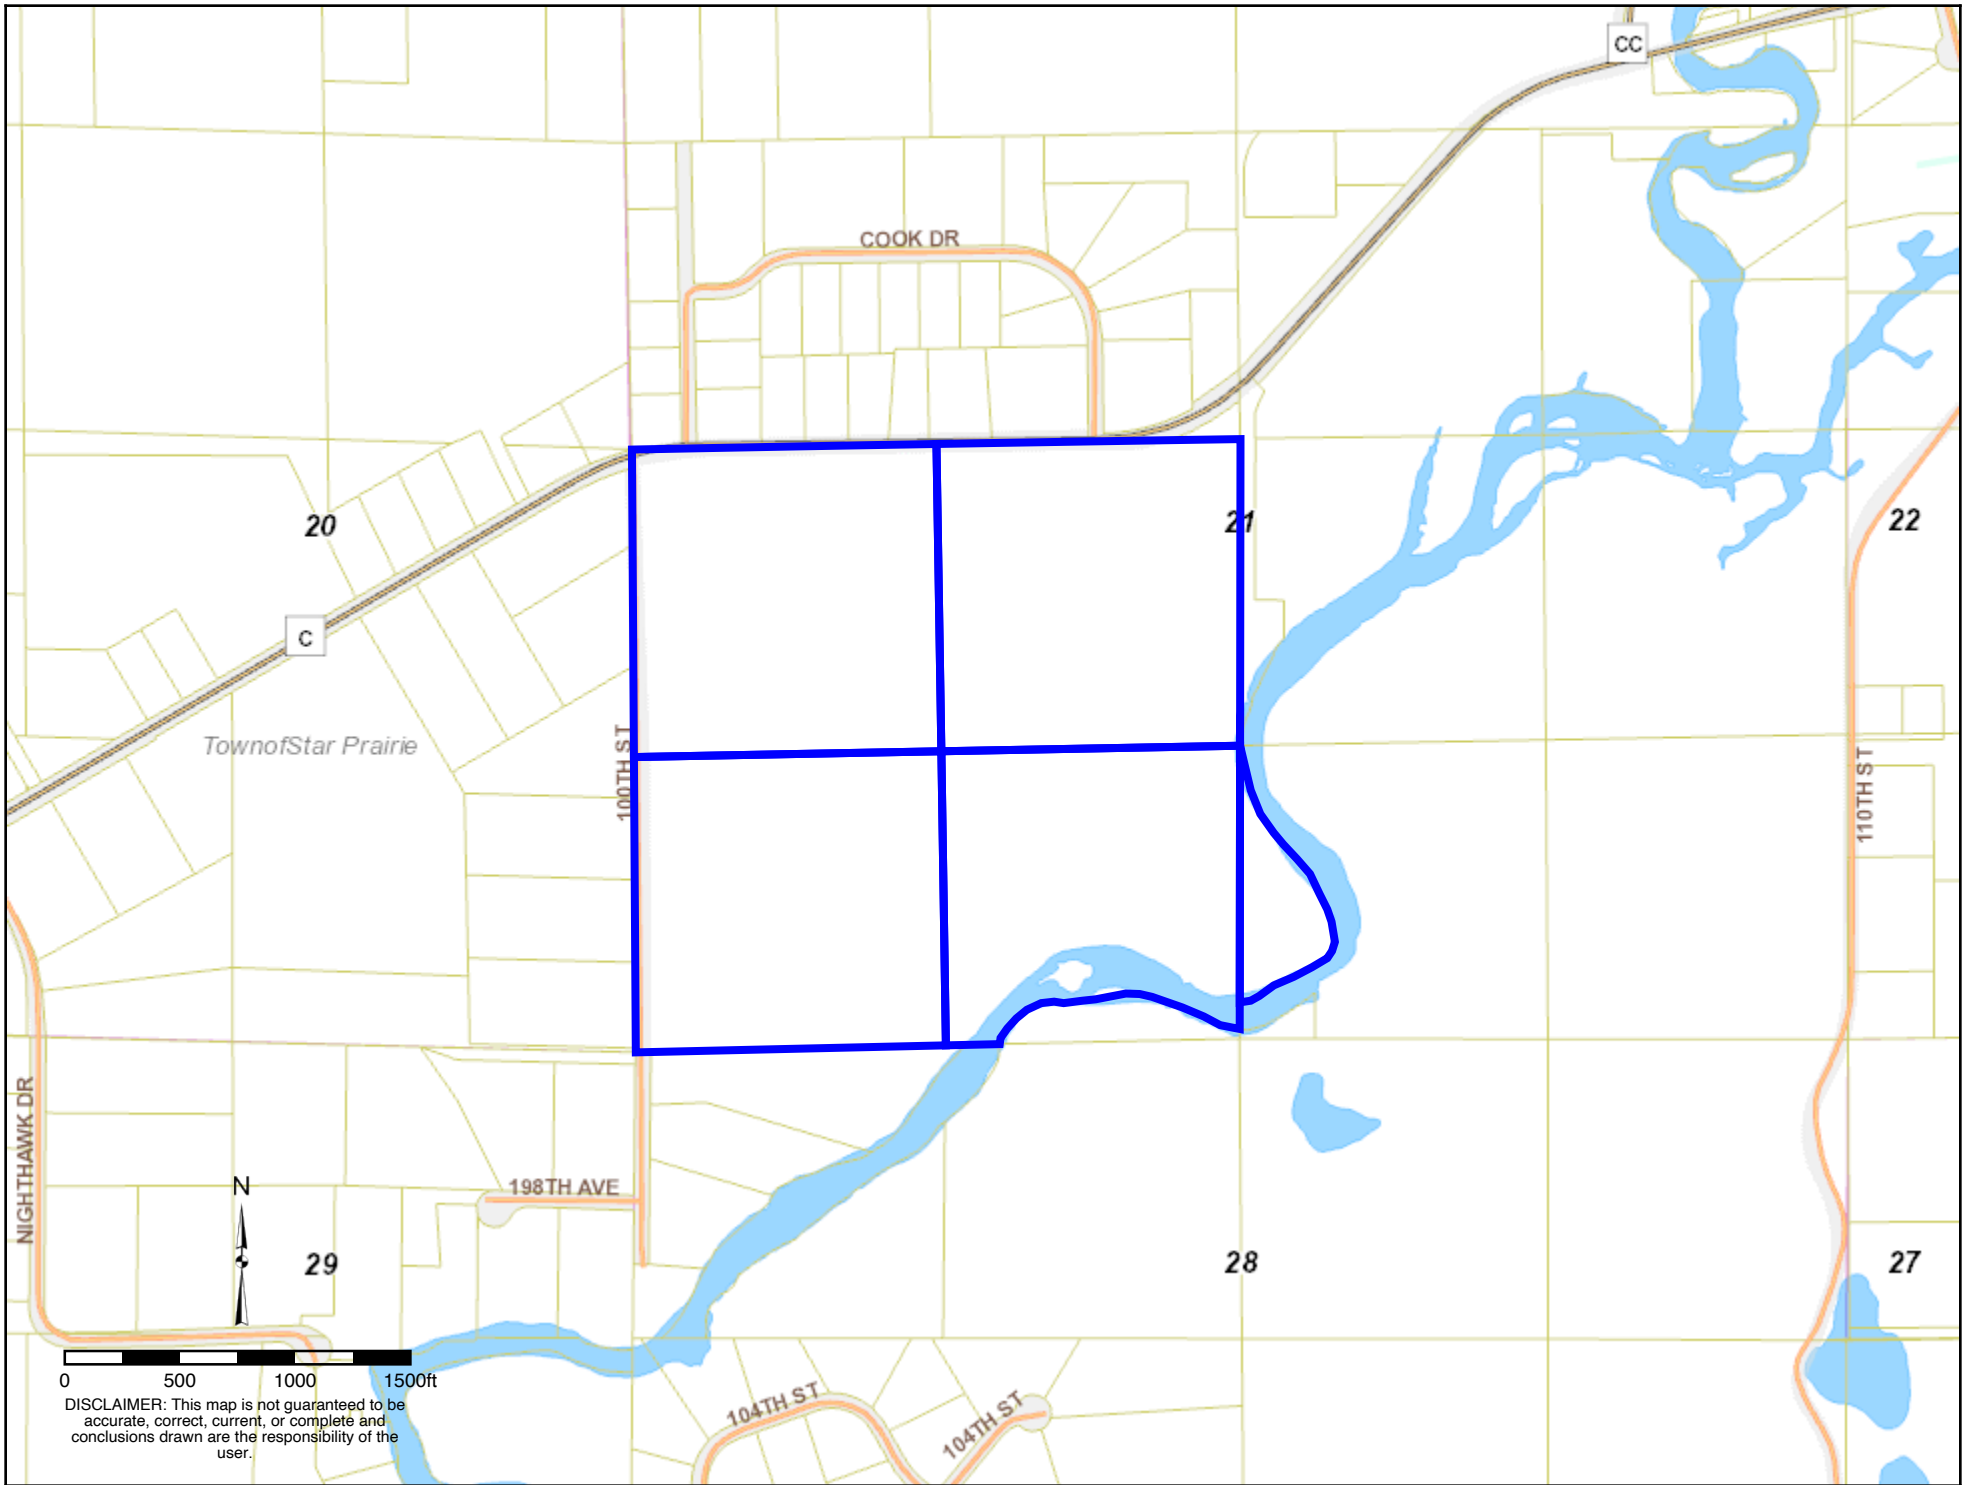 CC
COOK DR
20
21
22
C
TownofStar Prairie
100TH ST
110TH ST
NIGHTHAWK DR
N
198TH AVE
29
28
27
0 500 1000 1500ft
104TH ST
104TH ST
DISCLAIMER: This map is not guaranteed to be
accurate, correct, current, or complete and
conclusions drawn are the responsibility of the
user.